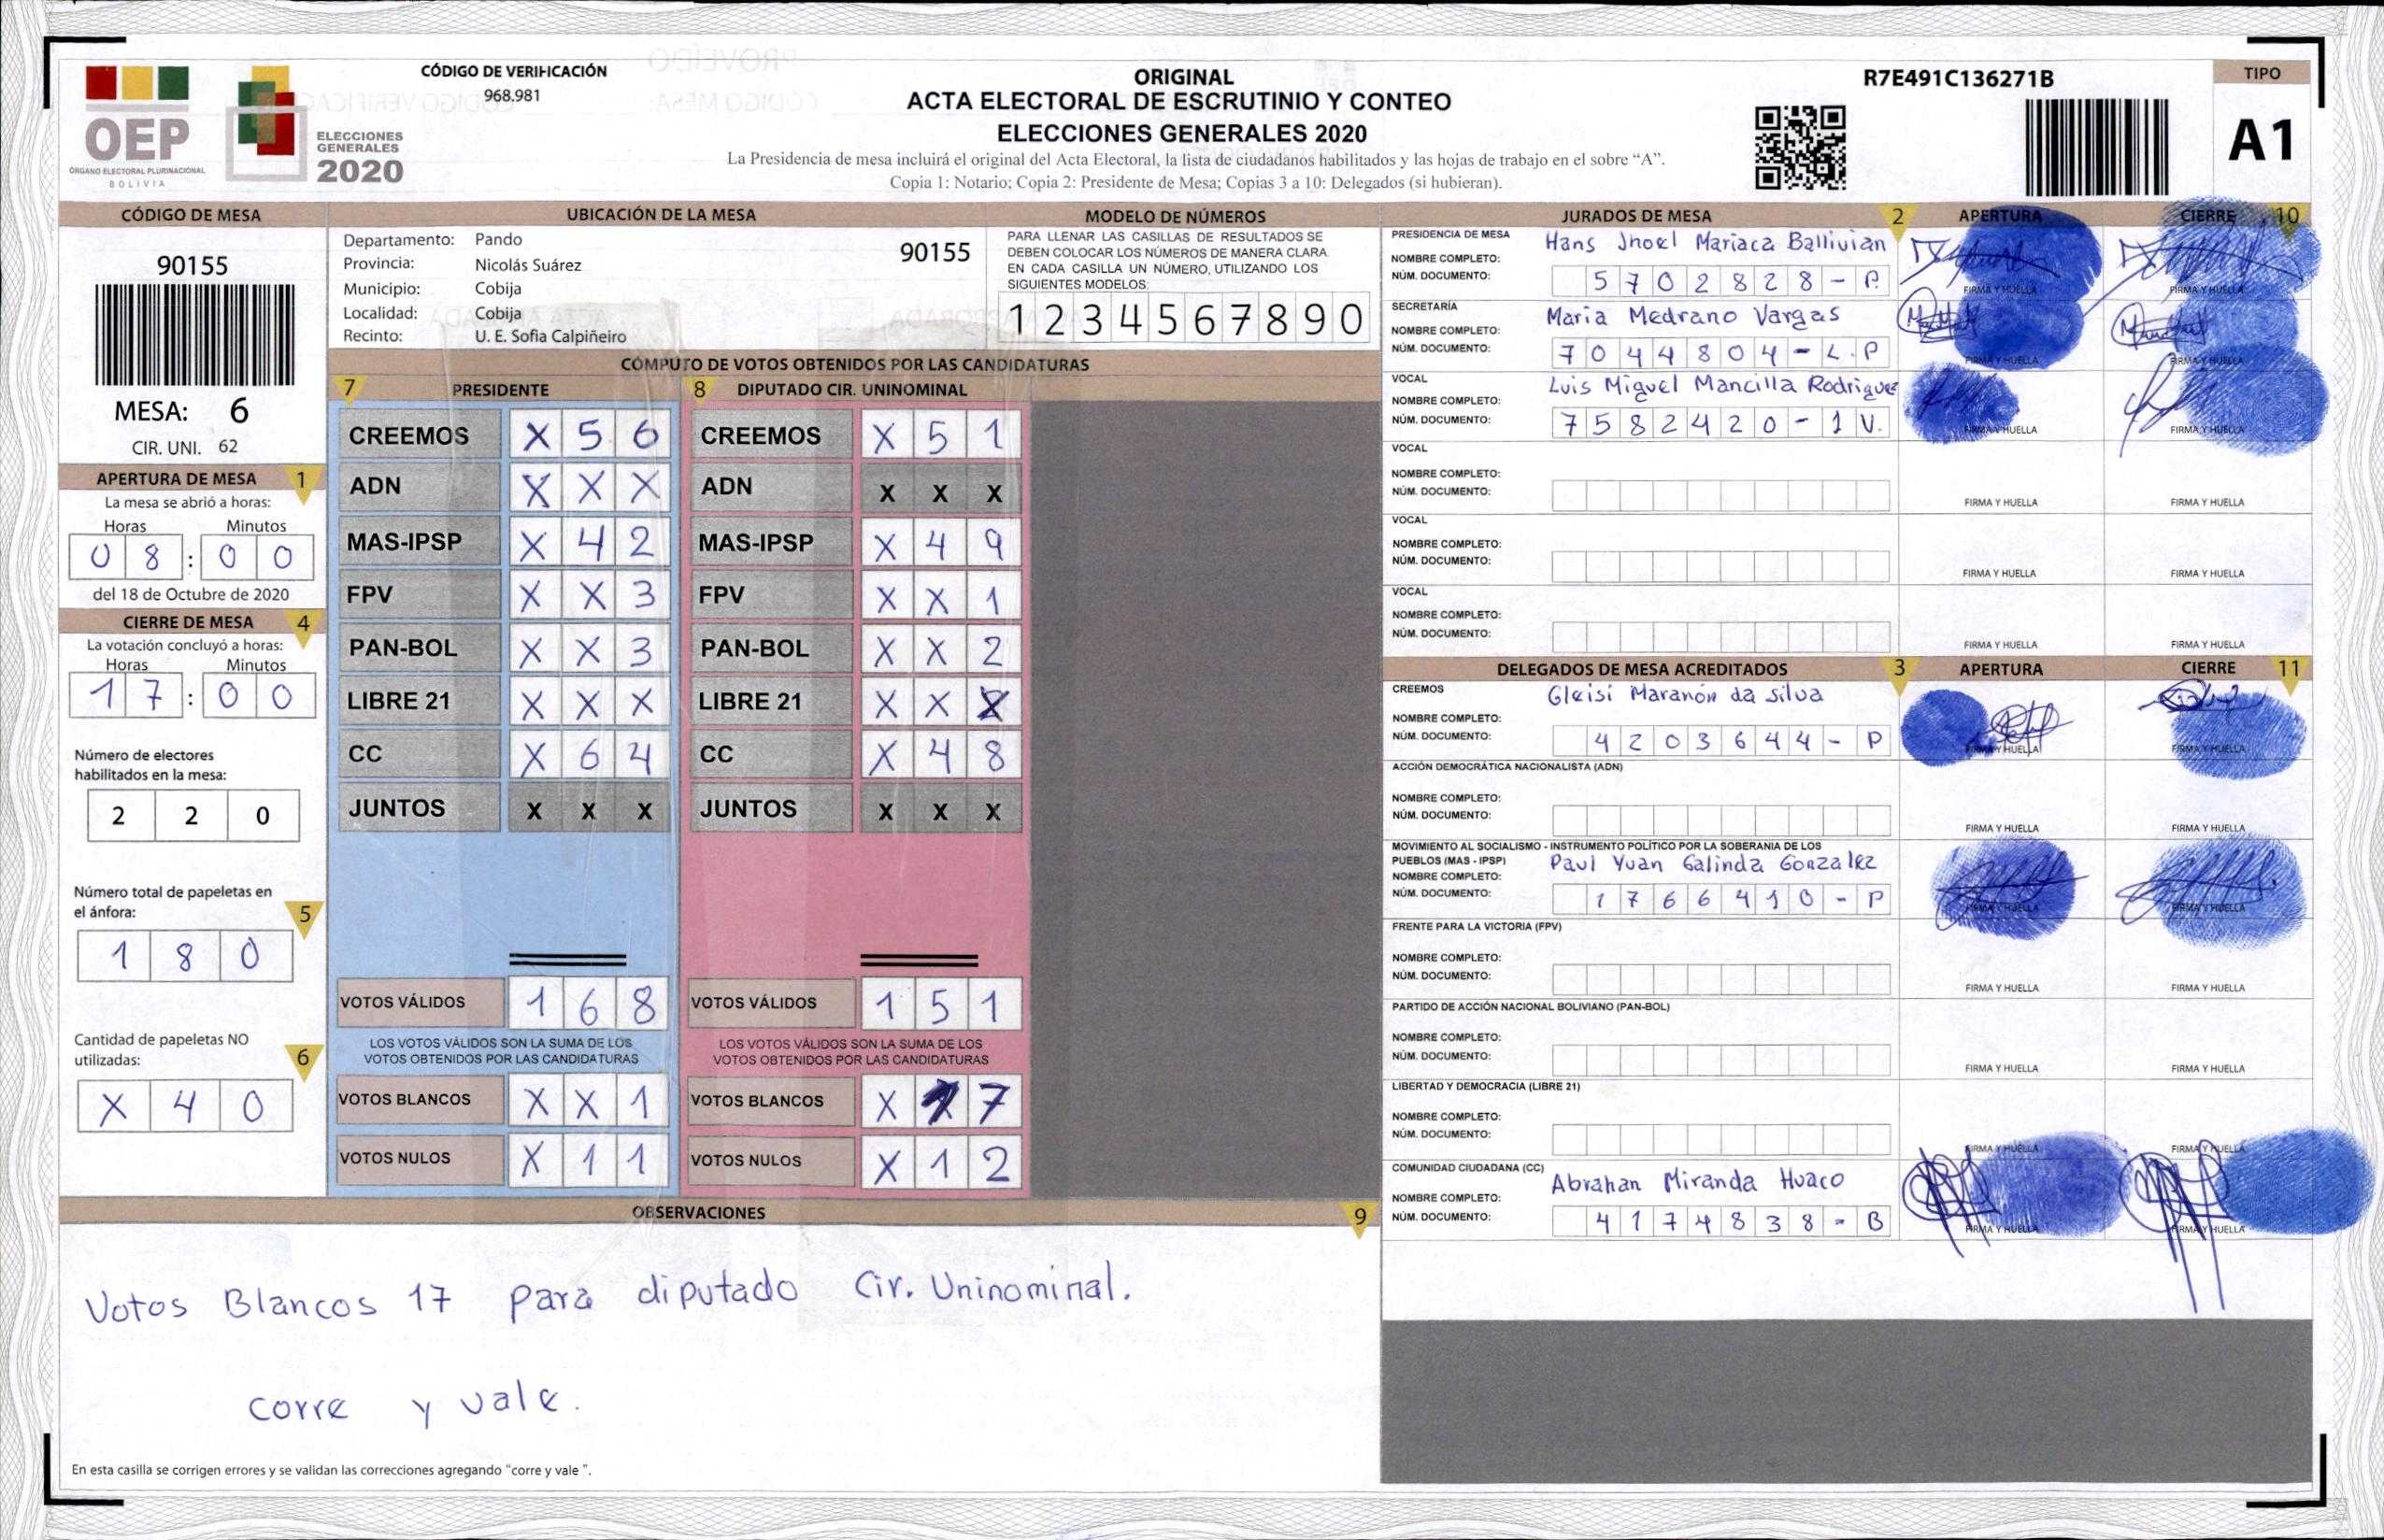 CÓDIGO DE VERIFICACIÓN
968.981
OEP
ÓRGANO ELECTORAL PLURINACIONAL
BOLIVIA
ELECCIONES
GENERALES
2020
ORIGINAL
ACTA ELECTORAL DE ESCRUTINIO Y CONTEO
ELECCIONES GENERALES 2020
La Presidencia de mesa incluirá el original del Acta Electoral, la lista de ciudadanos habilitados y las hojas de trabajo en el sobre “A”.
Copia 1: Notario; Copia 2: Presidente de Mesa; Copias 3 a 10: Delegados (si hubieran).
R7E491C136271B
TIPO
A1
CÓDIGO DE MESA
90155
MESA: 6
CIR. UNI. 62
APERTURA DE MESA 1
La mesa se abrió a horas:
Horas Minutos
0 8 : 0 0
del 18 de Octubre de 2020
CIERRE DE MESA 4
La votación concluyó a horas:
Horas Minutos
1 7 : 0 0
Número de electores
habilitados en la mesa:
2 2 0
Número total de papeletas en
el ánfora: 5
1 8 0
Cantidad de papeletas NO
utilizadas: 6
X 4 0
UBICACIÓN DE LA MESA
Departamento: Pando 90155
Provincia: Nicolás Suárez
Municipio: Cobija
Localidad: Cobija
Recinto: U. E. Sofia Calpiñeiro
MODELO DE NÚMEROS
PARA LLENAR LAS CASILLAS DE RESULTADOS SE
DEBEN COLOCAR LOS NÚMEROS DE MANERA CLARA
EN CADA CASILLA UN NÚMERO, UTILIZANDO LOS
SIGUIENTES MODELOS:
1 2 3 4 5 6 7 8 9 0
CÓMPUTO DE VOTOS OBTENIDOS POR LAS CANDIDATURAS
7 PRESIDENTE
CREEMOS X 5 6
ADN X X X
MAS-IPSP X 4 2
FPV X X 3
PAN-BOL X X 3
LIBRE 21 X X X
CC X 6 4
JUNTOS X X X
VOTOS VÁLIDOS 1 6 8
LOS VOTOS VÁLIDOS SON LA SUMA DE LOS
VOTOS OBTENIDOS POR LAS CANDIDATURAS
VOTOS BLANCOS X X 1
VOTOS NULOS X 1 1
8 DIPUTADO CIR. UNINOMINAL
CREEMOS X 5 1
ADN X X X
MAS-IPSP X 4 9
FPV X X 1
PAN-BOL X X 2
LIBRE 21 X X X
CC X 4 8
JUNTOS X X X
VOTOS VÁLIDOS 1 5 1
LOS VOTOS VÁLIDOS SON LA SUMA DE LOS
VOTOS OBTENIDOS POR LAS CANDIDATURAS
VOTOS BLANCOS X 1 7
VOTOS NULOS X 1 2
OBSERVACIONES 9
Votos Blancos 17 para diputado Cir. Uninominal.
corre y vale.
En esta casilla se corrigen errores y se validan las correcciones agregando “corre y vale ”.
JURADOS DE MESA 2 APERTURA CIERRE 10
PRESIDENCIA DE MESA Hans Jhoel Mariaca Ballivian
NOMBRE COMPLETO:
NÚM. DOCUMENTO: 5 7 0 2 8 2 8 - P.
FIRMA Y HUELLA FIRMA Y HUELLA
SECRETARÍA Maria Medrano Vargas
NOMBRE COMPLETO:
NÚM. DOCUMENTO: 7 0 4 4 8 0 4 - L.P
FIRMA Y HUELLA FIRMA Y HUELLA
VOCAL Luis Miguel Mancilla Rodriguez
NOMBRE COMPLETO:
NÚM. DOCUMENTO: 7 5 8 2 4 2 0 - 1 V.
FIRMA Y HUELLA FIRMA Y HUELLA
VOCAL
NOMBRE COMPLETO:
NÚM. DOCUMENTO:
FIRMA Y HUELLA FIRMA Y HUELLA
VOCAL
NOMBRE COMPLETO:
NÚM. DOCUMENTO:
FIRMA Y HUELLA FIRMA Y HUELLA
VOCAL
NOMBRE COMPLETO:
NÚM. DOCUMENTO:
FIRMA Y HUELLA FIRMA Y HUELLA
DELEGADOS DE MESA ACREDITADOS 3 APERTURA CIERRE 11
CREEMOS Gleisi Maranón da silva
NOMBRE COMPLETO:
NÚM. DOCUMENTO: 4 2 0 3 6 4 4 - P
FIRMA Y HUELLA FIRMA Y HUELLA
ACCIÓN DEMOCRÁTICA NACIONALISTA (ADN)
NOMBRE COMPLETO:
NÚM. DOCUMENTO:
FIRMA Y HUELLA FIRMA Y HUELLA
MOVIMIENTO AL SOCIALISMO - INSTRUMENTO POLÍTICO POR LA SOBERANIA DE LOS
PUEBLOS (MAS - IPSP) Paul Yuan Galinda Gonzalez
NOMBRE COMPLETO:
NÚM. DOCUMENTO: 1 7 6 6 4 1 0 - P
FIRMA Y HUELLA FIRMA Y HUELLA
FRENTE PARA LA VICTORIA (FPV)
NOMBRE COMPLETO:
NÚM. DOCUMENTO:
FIRMA Y HUELLA FIRMA Y HUELLA
PARTIDO DE ACCIÓN NACIONAL BOLIVIANO (PAN-BOL)
NOMBRE COMPLETO:
NÚM. DOCUMENTO:
FIRMA Y HUELLA FIRMA Y HUELLA
LIBERTAD Y DEMOCRACIA (LIBRE 21)
NOMBRE COMPLETO:
NÚM. DOCUMENTO:
FIRMA Y HUELLA FIRMA Y HUELLA
COMUNIDAD CIUDADANA (CC) Abrahan Miranda Huaco
NOMBRE COMPLETO:
NÚM. DOCUMENTO: 4 1 7 4 8 3 8 - B
FIRMA Y HUELLA FIRMA Y HUELLA